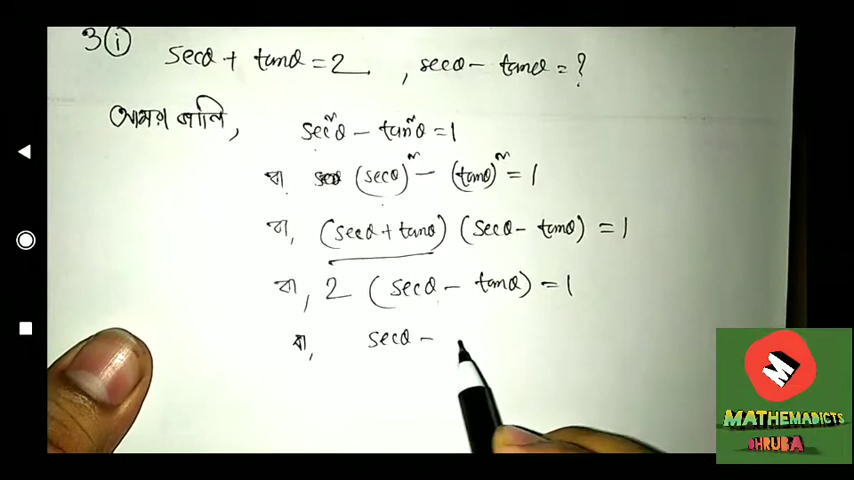 3 (i) secθ + tanθ = 2 , secθ - tanθ = ?
আমরা জানি, sec²θ - tan²θ = 1
বা, (secθ)² - (tanθ)² = 1
বা, (secθ + tanθ) (secθ - tanθ) = 1
বা, 2 (secθ - tanθ) = 1
বা, secθ -
M
MATHEMADICTS
DHRUBA